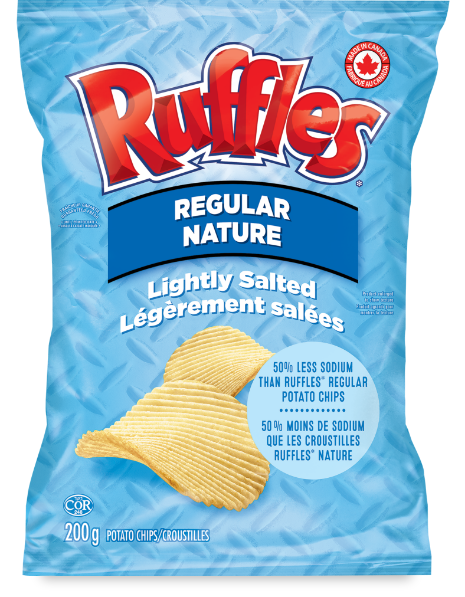 MADE IN CANADA
FABRIQUÉ AU CANADA
Ruffles
REGULAR
NATURE
Lightly Salted
Légèrement salées
50% LESS SODIUM
THAN RUFFLES® REGULAR
POTATO CHIPS
50% MOINS DE SODIUM
QUE LES CROUSTILLES
RUFFLES® NATURE
COR
200g POTATO CHIPS/CROUSTILLES